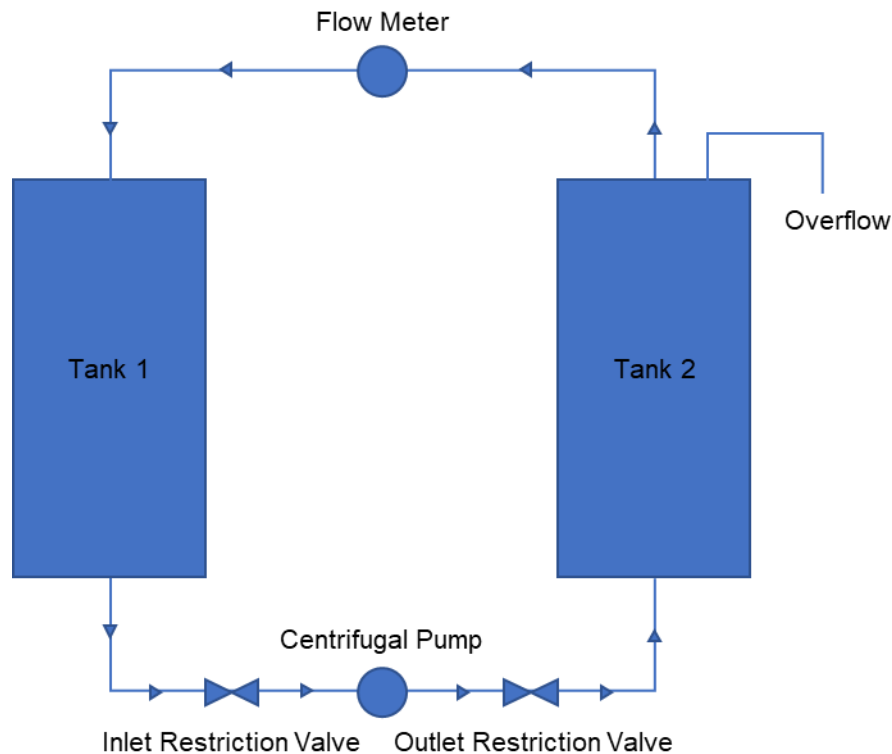 Flow Meter
Overflow
Tank 1
Tank 2
Centrifugal Pump
Inlet Restriction Valve
Outlet Restriction Valve